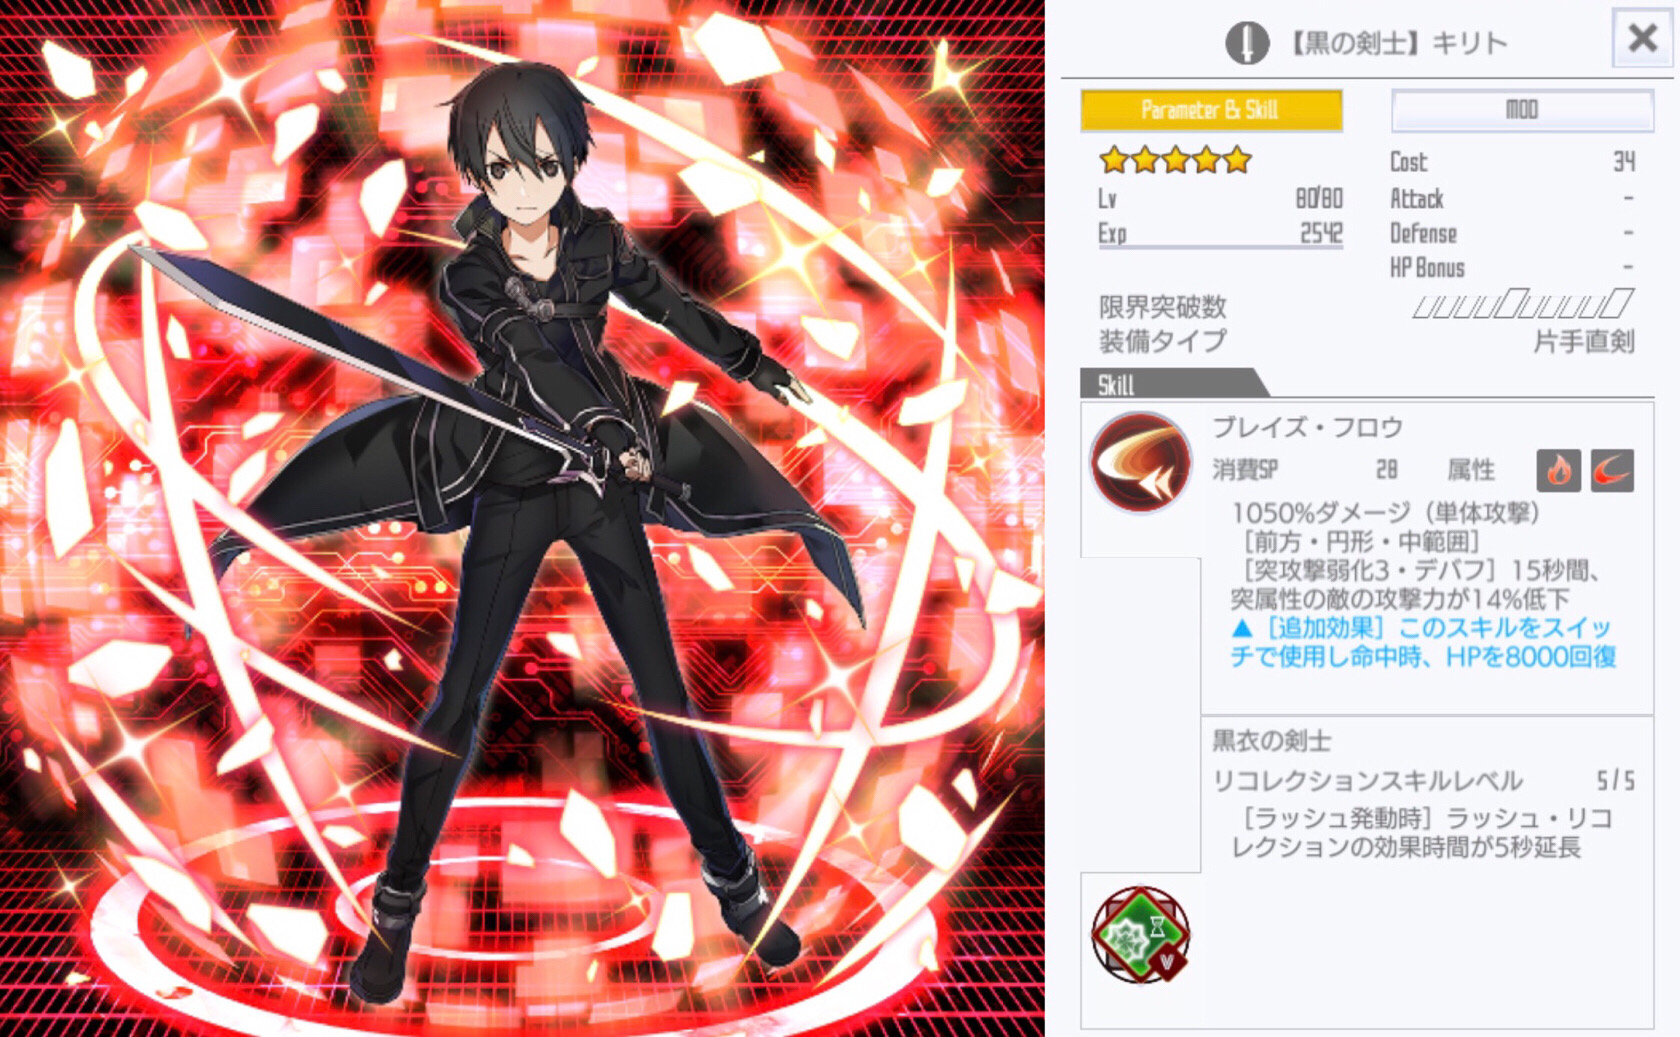 【黒の剣士】キリト
Parameter & Skill
MOD
Lv 80/80
Exp 2542
Cost 34
Attack -
Defense -
HP Bonus -
限界突破数
装備タイプ 片手直剣
Skill
ブレイズ・フロウ
消費SP 28 属性
1050%ダメージ（単体攻撃）
［前方・円形・中範囲］
［突攻撃弱化3・デバフ］15秒間、
突属性の敵の攻撃力が14%低下
▲［追加効果］このスキルをスイッ
チで使用し命中時、HPを8000回復
黒衣の剣士
リコレクションスキルレベル 5/5
［ラッシュ発動時］ラッシュ・リコ
レクションの効果時間が5秒延長
V